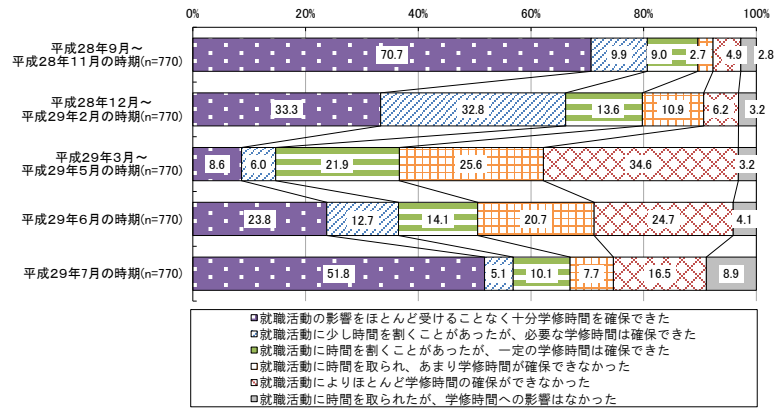 0% 20% 40% 60% 80% 100%
平成28年9月～
平成28年11月の時期(n=770)
70.7 9.9 9.0 2.7 4.9 2.8
平成28年12月～
平成29年2月の時期(n=770)
33.3 32.8 13.6 10.9 6.2 3.2
平成29年3月～
平成29年5月の時期(n=770)
8.6 6.0 21.9 25.6 34.6 3.2
平成29年6月の時期(n=770)
23.8 12.7 14.1 20.7 24.7 4.1
平成29年7月の時期(n=770)
51.8 5.1 10.1 7.7 16.5 8.9
就職活動の影響をほとんど受けることなく十分学修時間を確保できた
就職活動に少し時間を割くことがあったが、必要な学修時間は確保できた
就職活動に時間を割くことがあったが、一定の学修時間は確保できた
就職活動に時間を取られ、あまり学修時間が確保できなかった
就職活動によりほとんど学修時間の確保ができなかった
就職活動に時間を取られたが、学修時間への影響はなかった